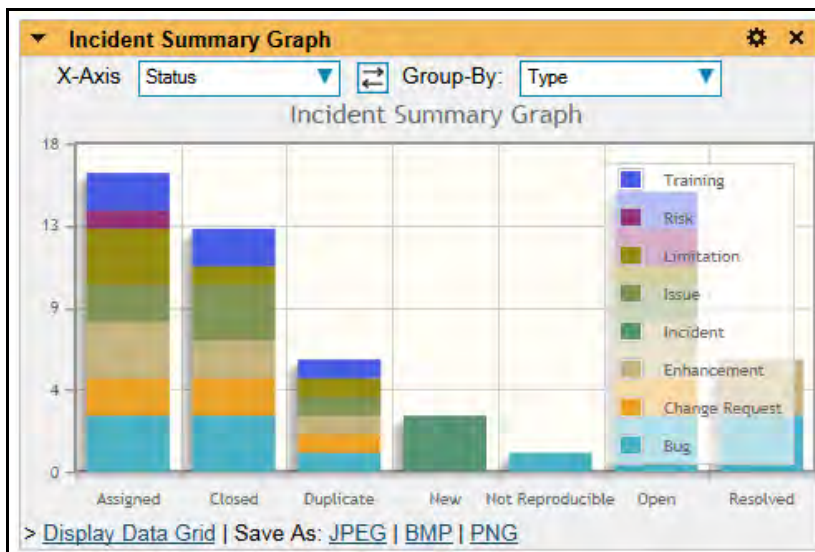 Incident Summary Graph
X-Axis Status Group-By: Type
Incident Summary Graph
18
13
9
4
0
Training
Risk
Limitation
Issue
Incident
Enhancement
Change Request
Bug
Assigned Closed Duplicate New Not Reproducible Open Resolved
> Display Data Grid | Save As: JPEG | BMP | PNG